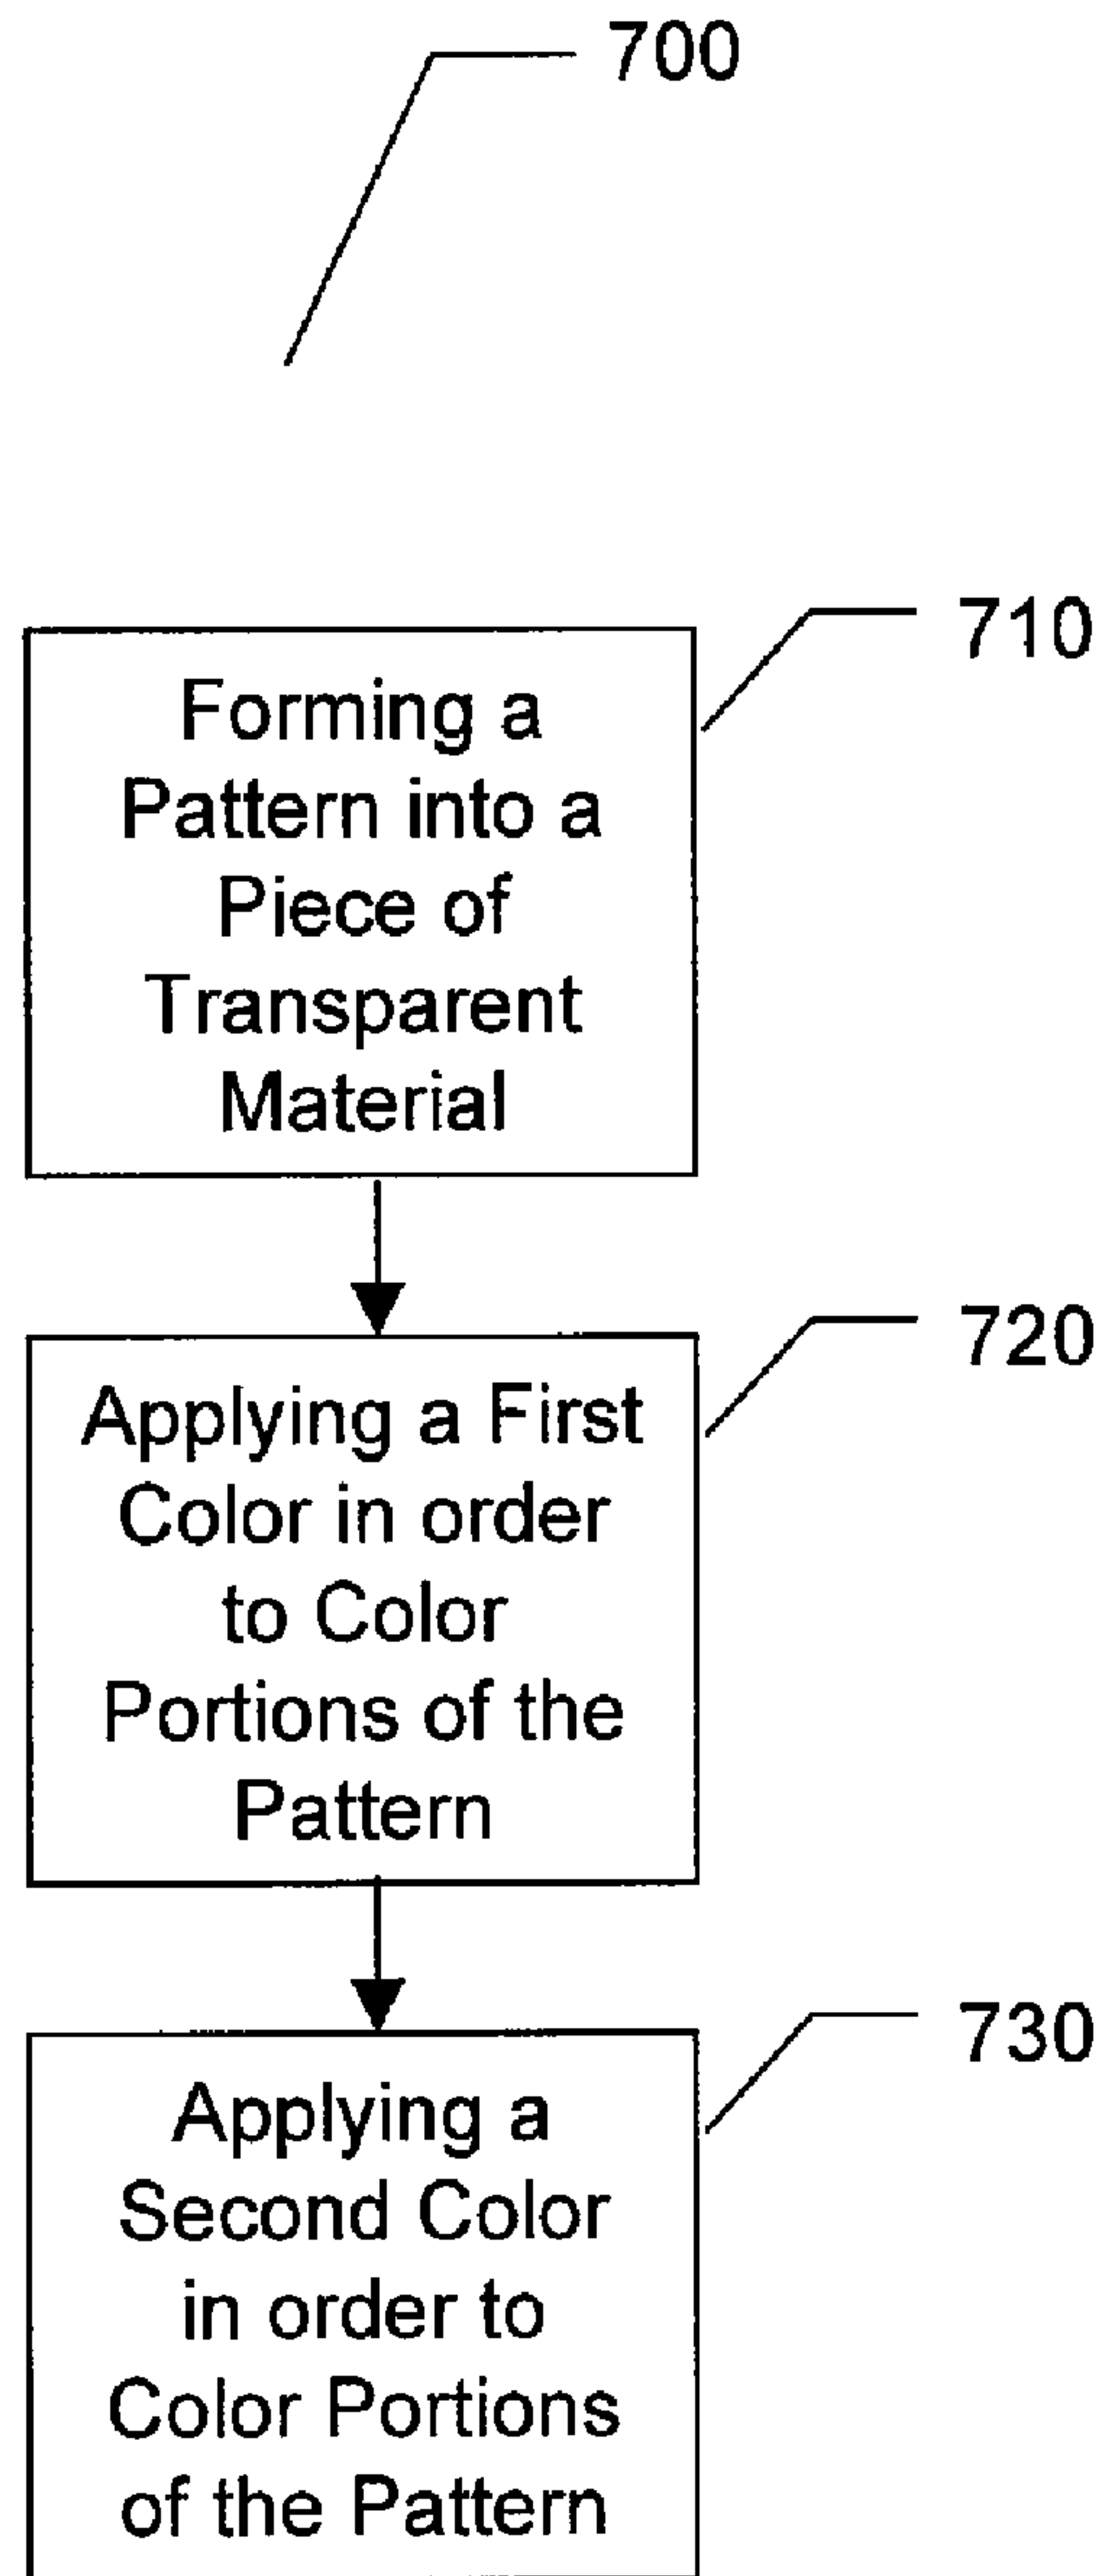 700
710
Forming a
Pattern into a
Piece of
Transparent
Material
720
Applying a First
Color in order
to Color
Portions of the
Pattern
730
Applying a
Second Color
in order to
Color Portions
of the Pattern